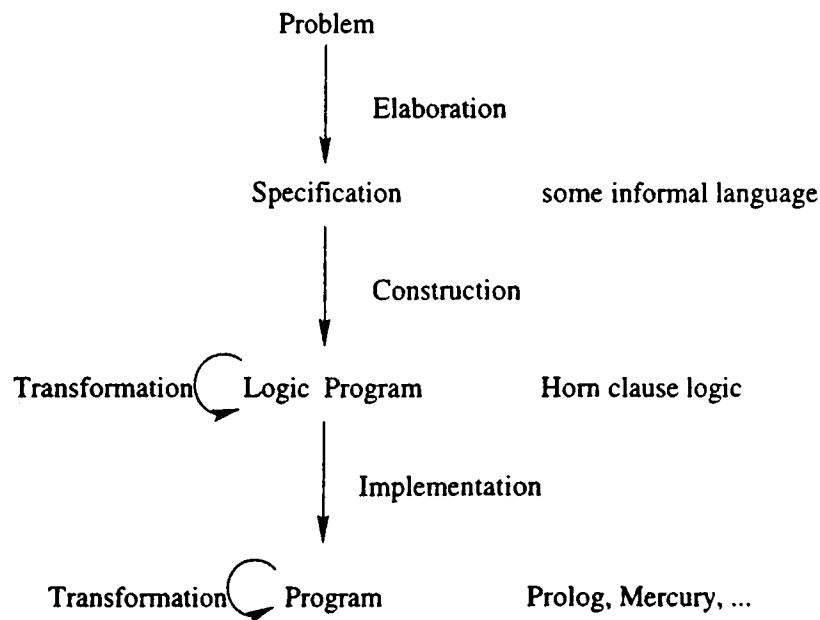 Problem
Elaboration
Specification some informal language
Construction
Transformation Logic Program Horn clause logic
Implementation
Transformation Program Prolog, Mercury, ...